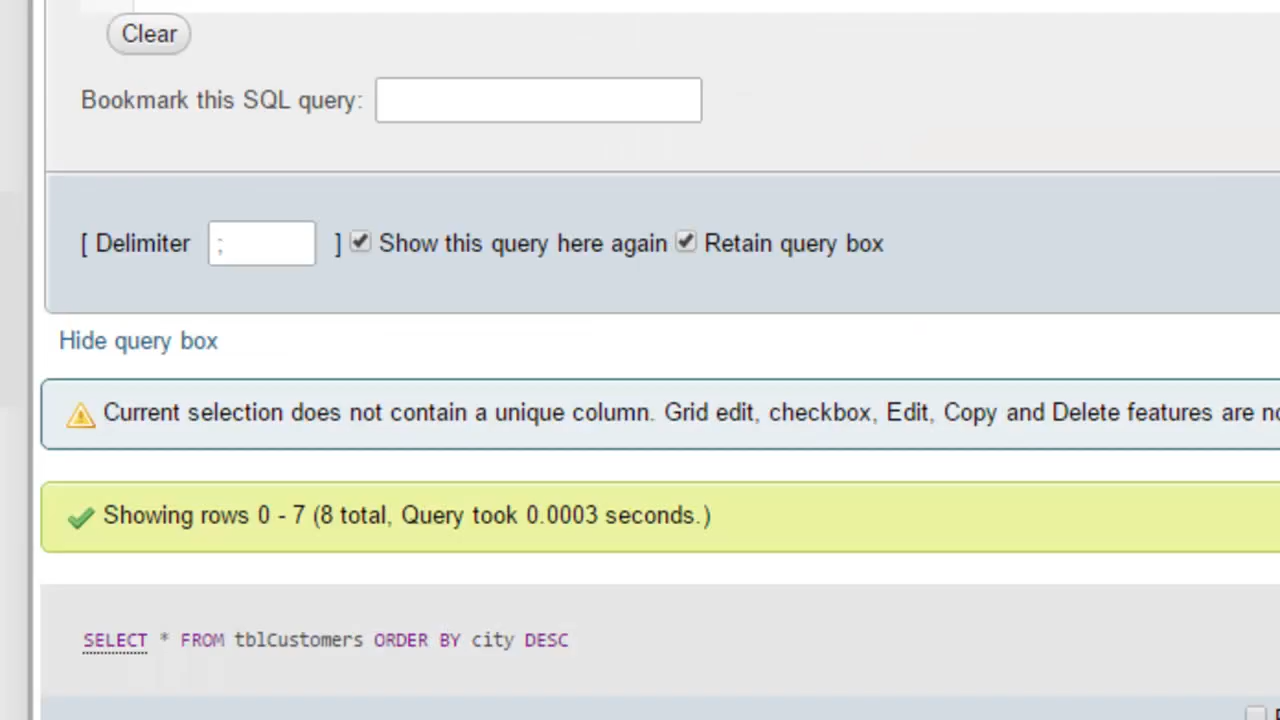 Clear
Bookmark this SQL query:
[ Delimiter ; ] Show this query here again Retain query box
Hide query box
Current selection does not contain a unique column. Grid edit, checkbox, Edit, Copy and Delete features are
Showing rows 0 - 7 (8 total, Query took 0.0003 seconds.)
SELECT * FROM tblCustomers ORDER BY city DESC